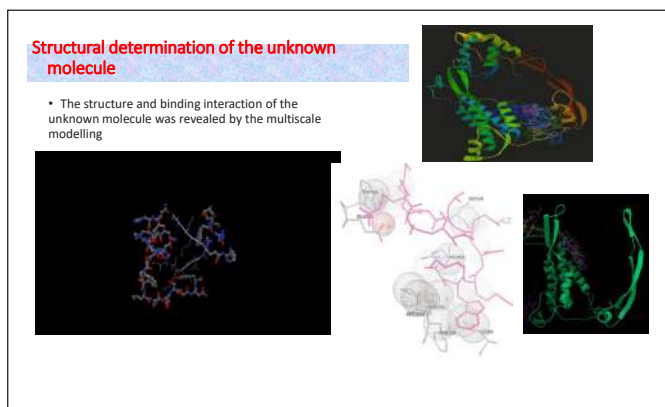 Structural determination of the unknown
molecule
• The structure and binding interaction of the
unknown molecule was revealed by the multiscale
modelling